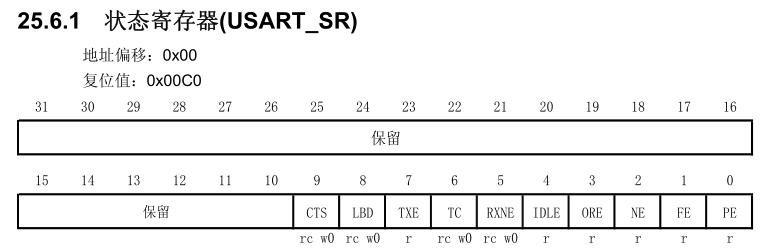 25.6.1 状态寄存器(USART_SR)
地址偏移：0x00
复位值：0x00C0
31 30 29 28 27 26 25 24 23 22 21 20 19 18 17 16
保留
15 14 13 12 11 10 9 8 7 6 5 4 3 2 1 0
保留 CTS LBD TXE TC RXNE IDLE ORE NE FE PE
rc w0 rc w0 r rc w0 rc w0 r r r r r